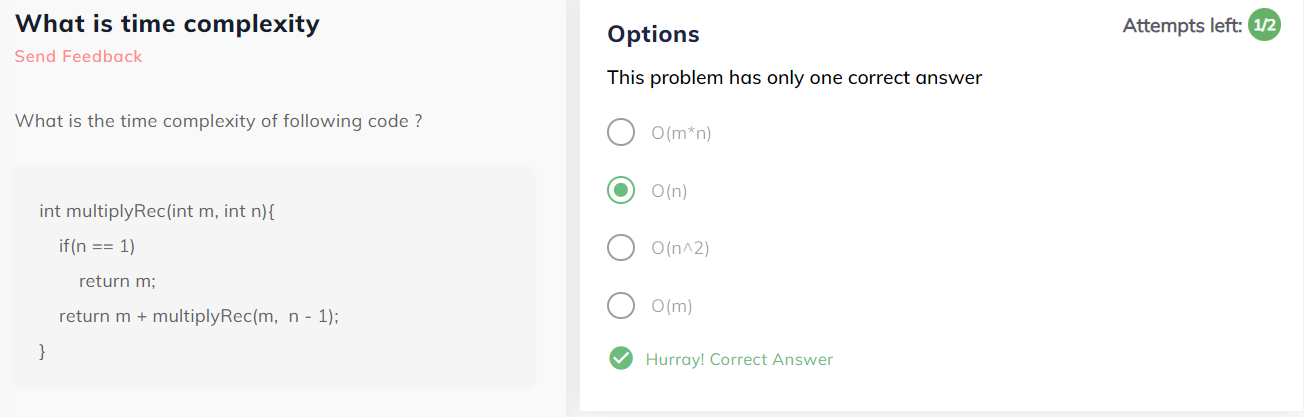 What is time complexity
Send Feedback
What is the time complexity of following code ?
int multiplyRec(int m, int n){
if(n == 1)
return m;
return m + multiplyRec(m, n - 1);
}
Options
Attempts left: 1/2
This problem has only one correct answer
O(m*n)
O(n)
O(n^2)
O(m)
Hurray! Correct Answer